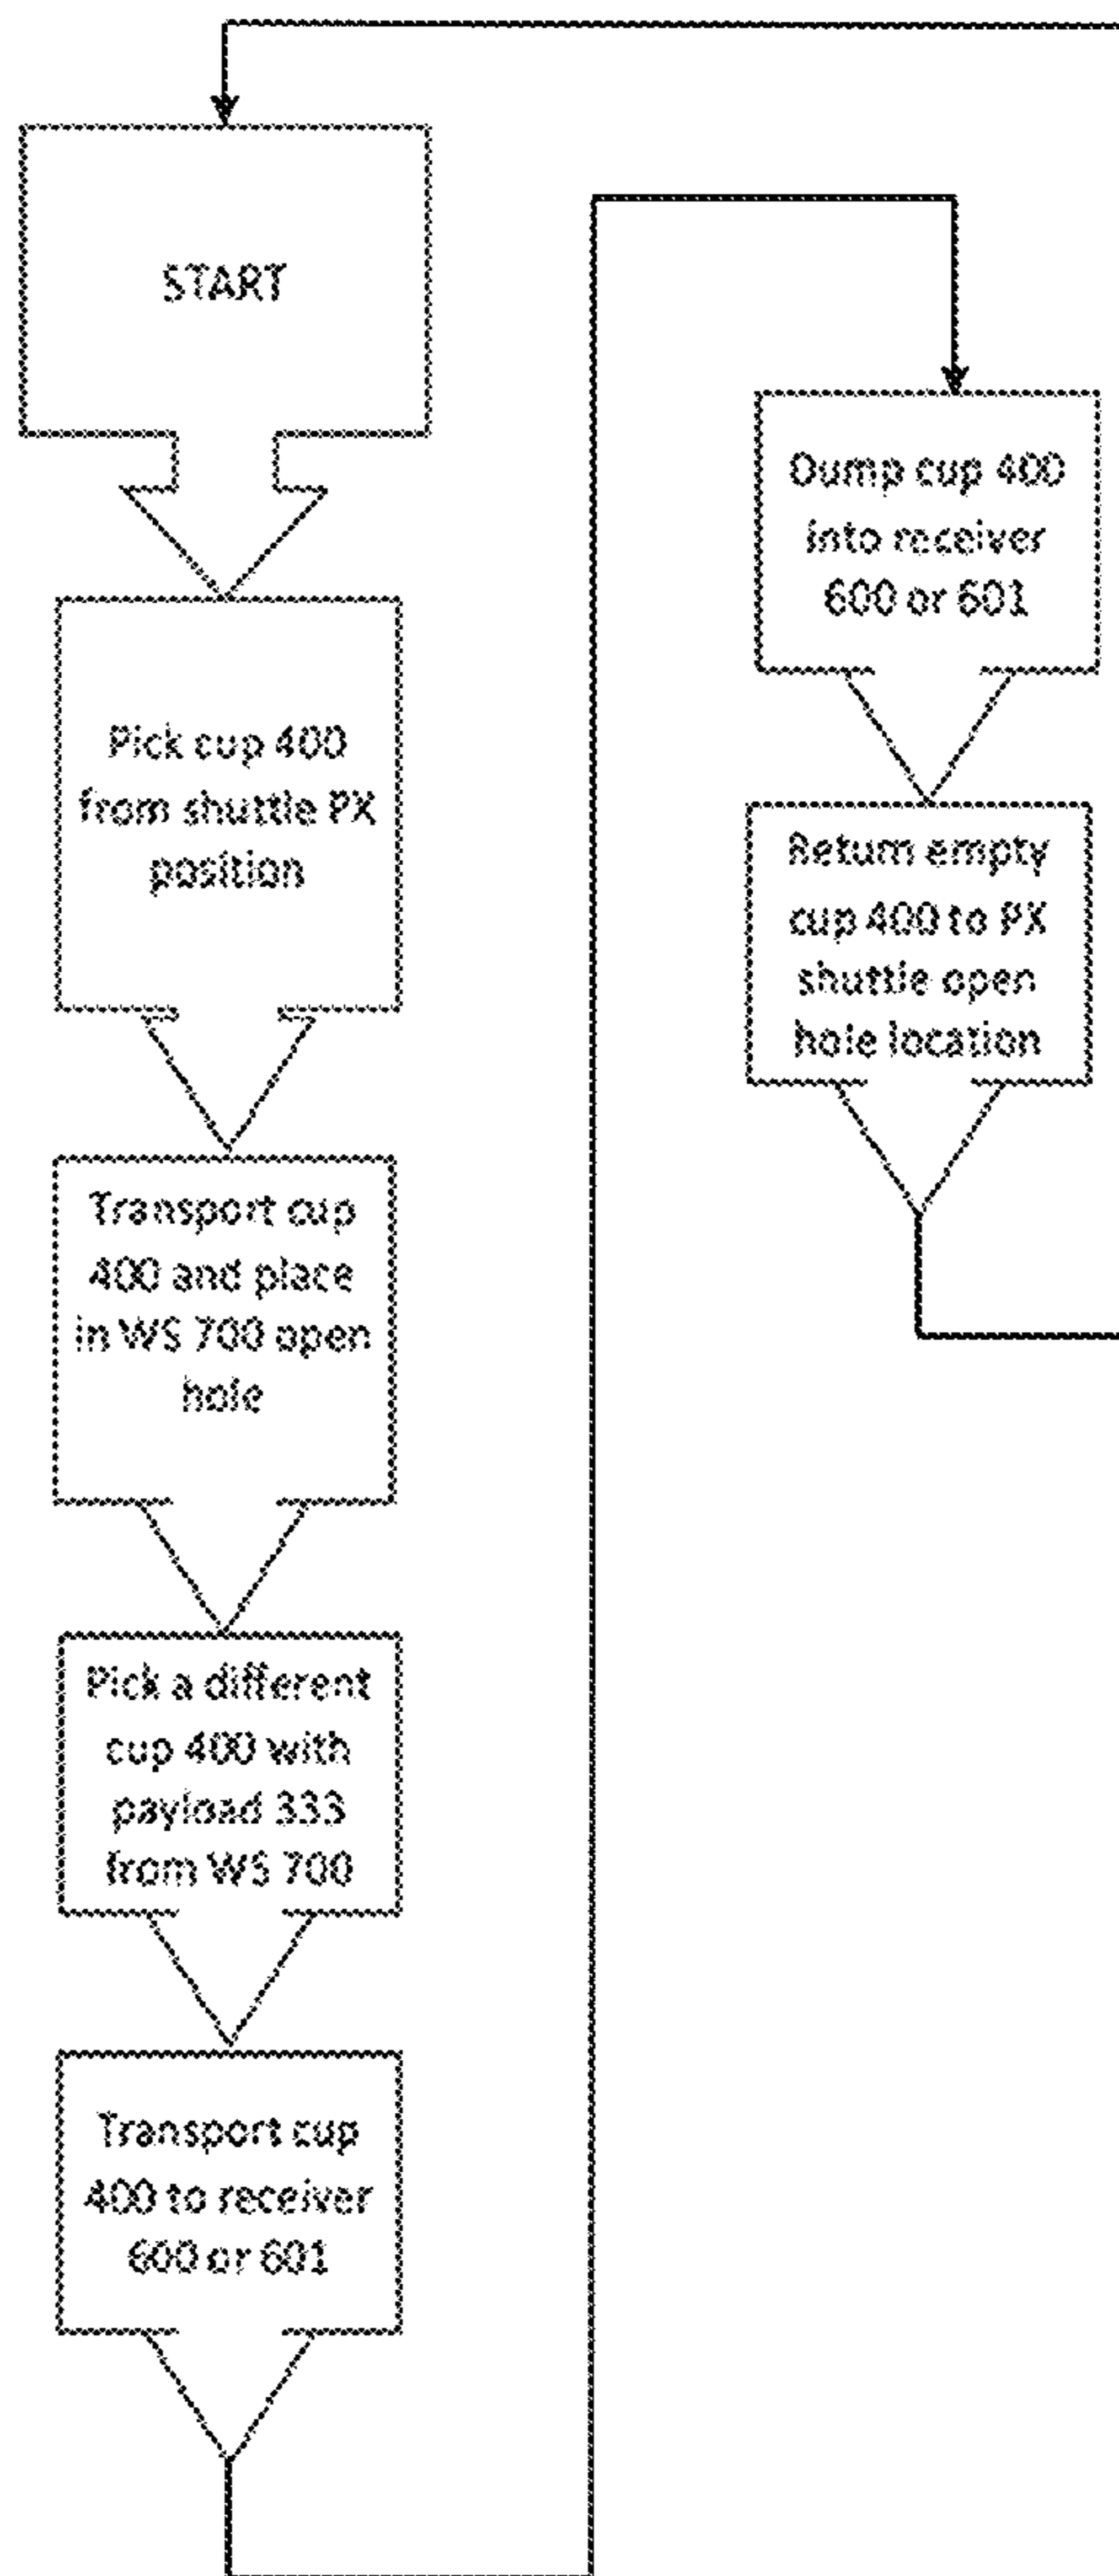 START
Pick cup 400
from shuttle PX
position
Transport cup
400 and place
in WS 700 open
hole
Pick a different
cup 400 with
payload 333
from WS 700
Transport cup
400 to receiver
600 or 601
Dump cup 400
into receiver
600 or 601
Return empty
cup 400 to PX
shuttle open
hole location